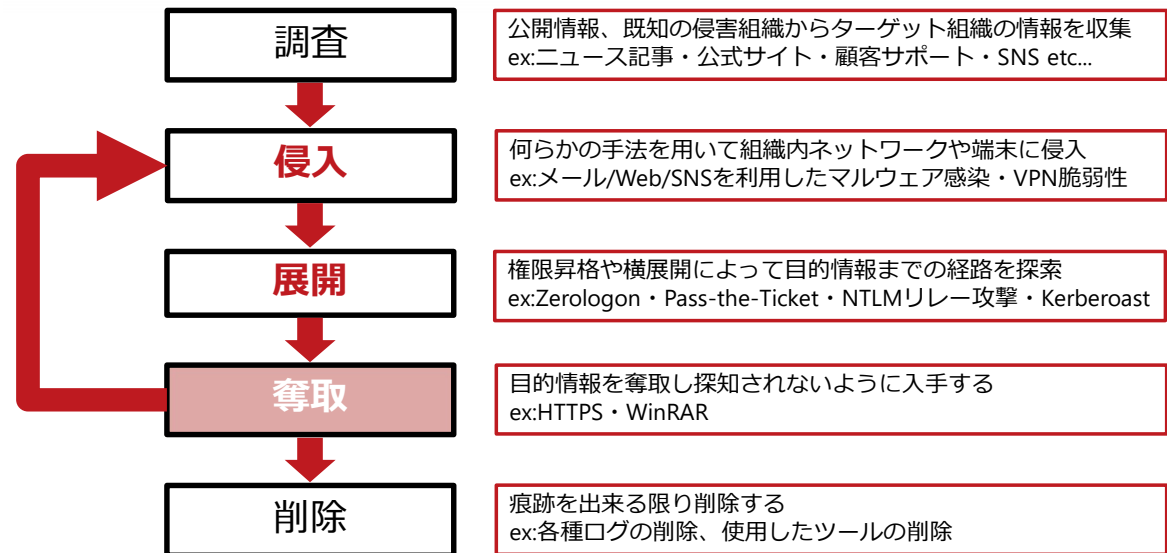 調査
公開情報、既知の侵害組織からターゲット組織の情報を収集
ex:ニュース記事・公式サイト・顧客サポート・SNS etc...
侵入
何らかの手法を用いて組織内ネットワークや端末に侵入
ex:メール/Web/SNSを利用したマルウェア感染・VPN脆弱性
展開
権限昇格や横展開によって目的情報までの経路を探索
ex:Zerologon・Pass-the-Ticket・NTLMリレー攻撃・Kerberoast
奪取
目的情報を奪取し探知されないように入手する
ex:HTTPS・WinRAR
削除
痕跡を出来る限り削除する
ex:各種ログの削除、使用したツールの削除